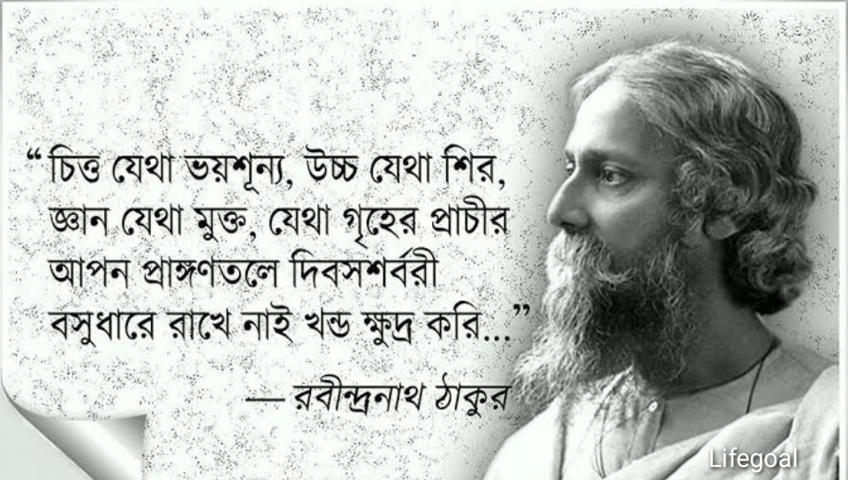 “চিত্ত যেথা ভয়শূন্য, উচ্চ যেথা শির,
জ্ঞান যেথা মুক্ত, যেথা গৃহের প্রাচীর
আপন প্রাঙ্গণতলে দিবসশর্বরী
বসুধারে রাখে নাই খন্ড ক্ষুদ্র করি...”
— রবীন্দ্রনাথ ঠাকুর
Lifegoal